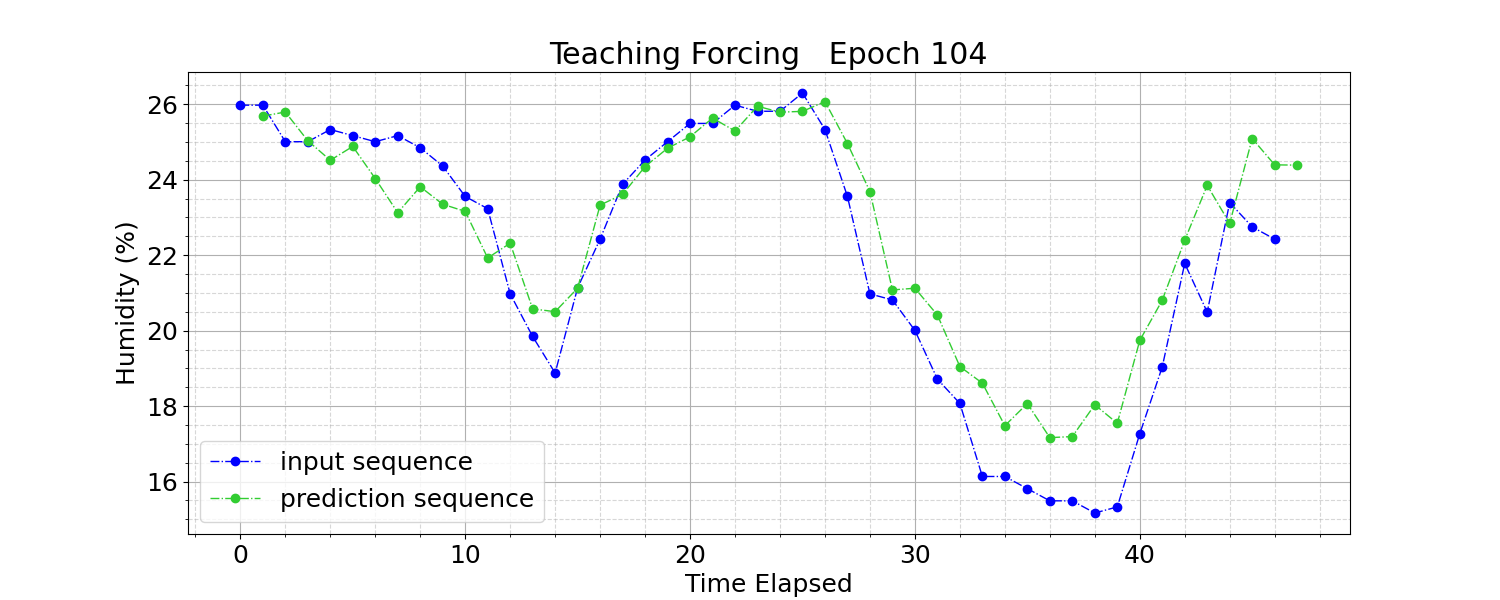 Teaching Forcing   Epoch 104
26
24
22
20
18
16
Humidity (%)
input sequence
prediction sequence
0 10 20 30 40
Time Elapsed